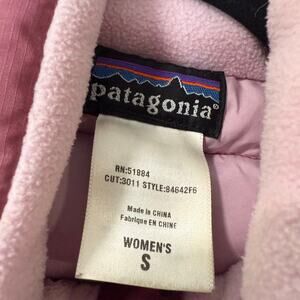 patagonia®
RN:51884
CUT:3011 STYLE:84642F6
Made in CHINA
Fabriqué EN CHINE
WOMEN'S
S